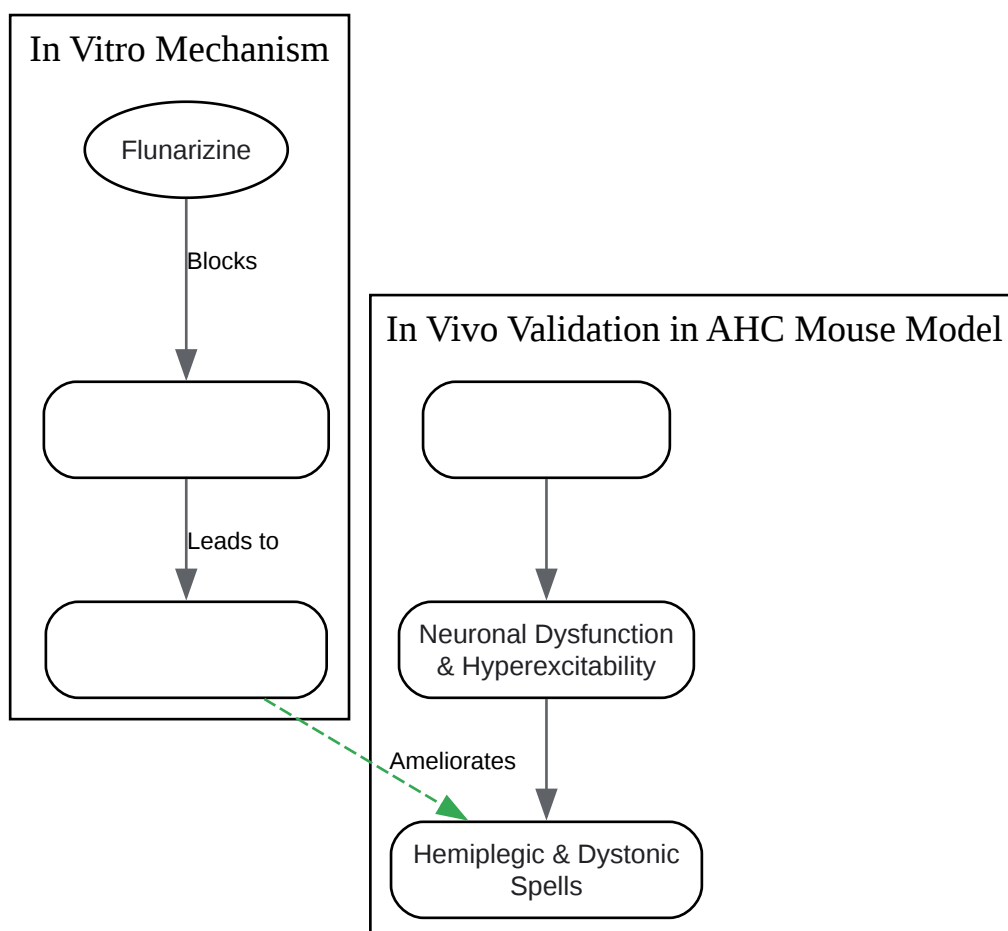 In Vitro Mechanism
Flunarizine
Blocks
Leads to
In Vivo Validation in AHC Mouse Model
Neuronal Dysfunction
& Hyperexcitability
Ameliorates
Hemiplegic & Dystonic
Spells